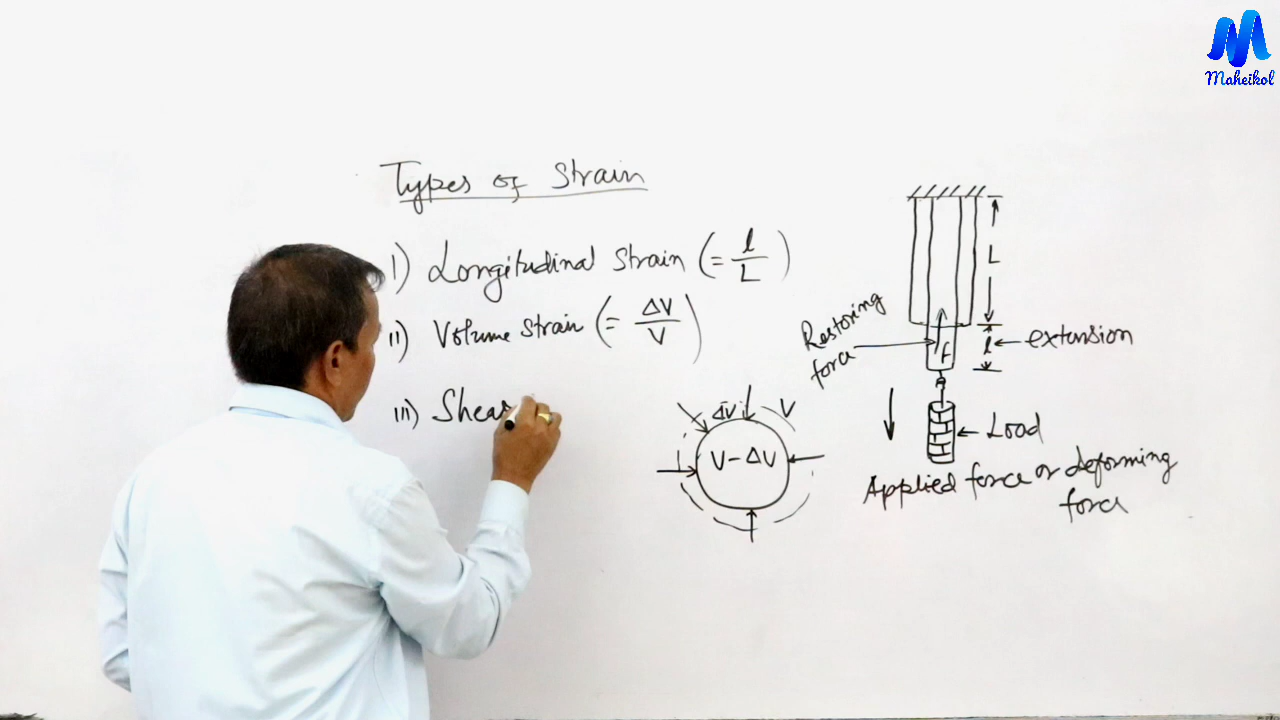 Maheikol
Types of Strain
i) Longitudinal Strain (= l/L)
ii) Volume Strain (= ΔV/V)
iii) Shear
ΔV
V
V - ΔV
L
l
extension
Restoring
force
f
Load
Applied force or deforming
force